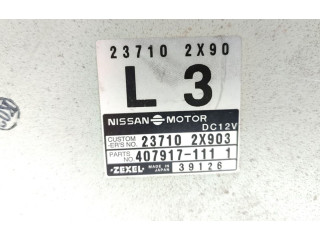 23710 2X90
L 3
NISSAN MOTOR
DC12V
CUSTOM
-ER'S NO. 23710 2X903
PARTS
NO. 407917-111 1
ZEXEL MADE IN
JAPAN 39126